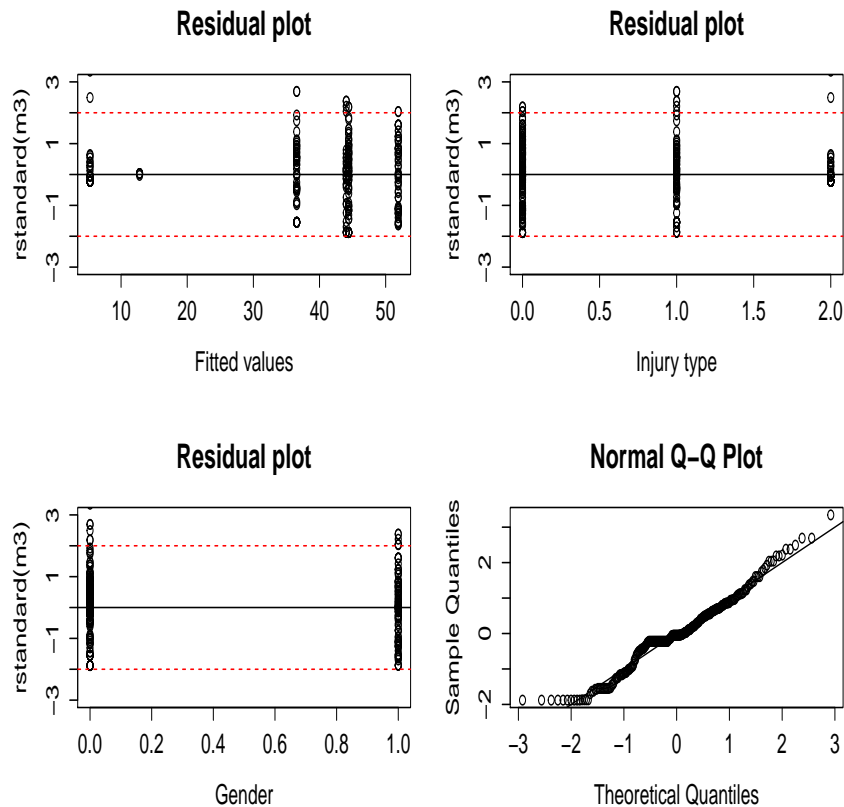 Residual plot
rstandard(m3)
3
1
−1
−3
10 20 30 40 50
Fitted values
Residual plot
rstandard(m3)
3
1
−1
−3
0.0 0.5 1.0 1.5 2.0
Injury type
Residual plot
rstandard(m3)
3
1
−1
−3
0.0 0.2 0.4 0.6 0.8 1.0
Gender
Normal Q−Q Plot
Sample Quantiles
2
0
−2
−3 −2 −1 0 1 2 3
Theoretical Quantiles